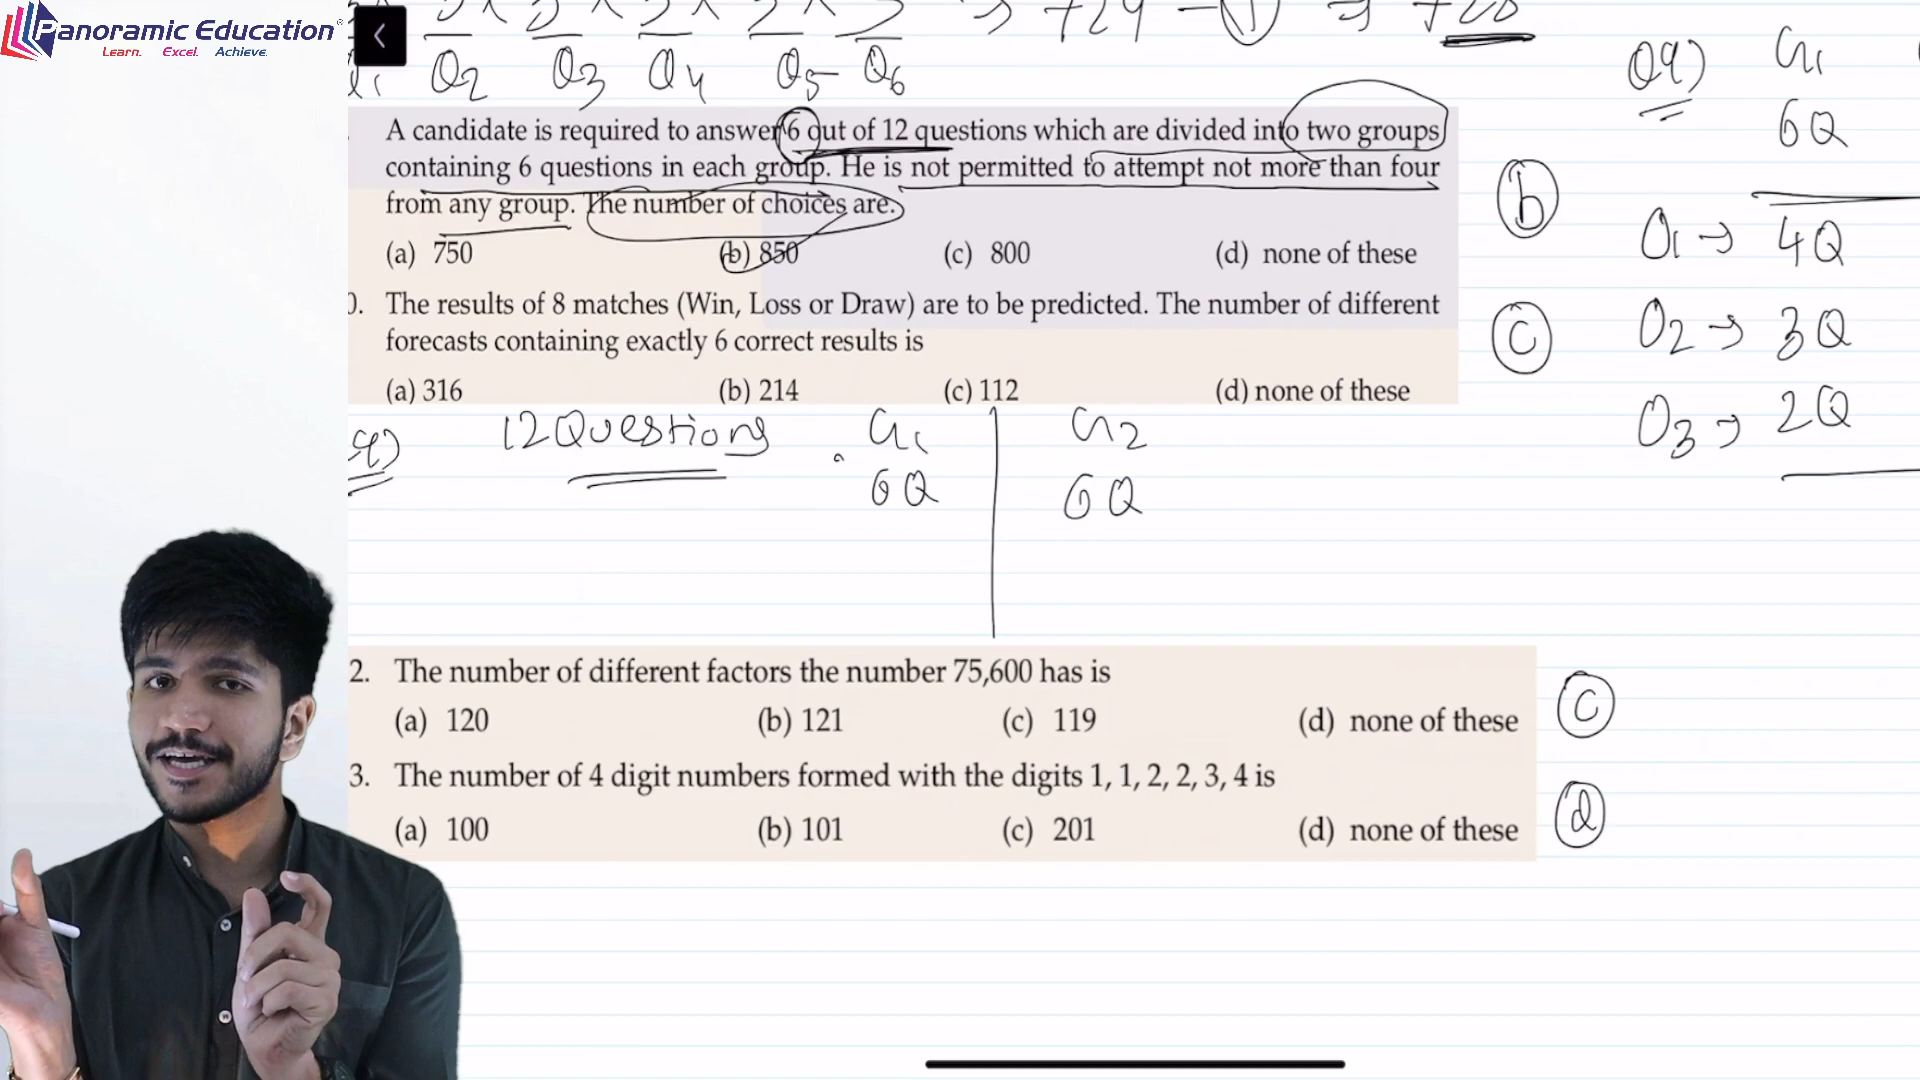 Panoramic Education
Learn. Excel. Achieve.
Q2 Q3 Q4 Q5 Q6
A candidate is required to answer 6 out of 12 questions which are divided into two groups
containing 6 questions in each group. He is not permitted to attempt not more than four
from any group. The number of choices are.
(a) 750 (b) 850 (c) 800 (d) none of these
0. The results of 8 matches (Win, Loss or Draw) are to be predicted. The number of different
forecasts containing exactly 6 correct results is
(a) 316 (b) 214 (c) 112 (d) none of these
b
c
Q9) G1
6Q
O1 → 4Q
O2 → 3Q
O3 → 2Q
9) 12 Questions G1 G2
6Q 6Q
2. The number of different factors the number 75,600 has is
(a) 120 (b) 121 (c) 119 (d) none of these
c
3. The number of 4 digit numbers formed with the digits 1, 1, 2, 2, 3, 4 is
(a) 100 (b) 101 (c) 201 (d) none of these
d